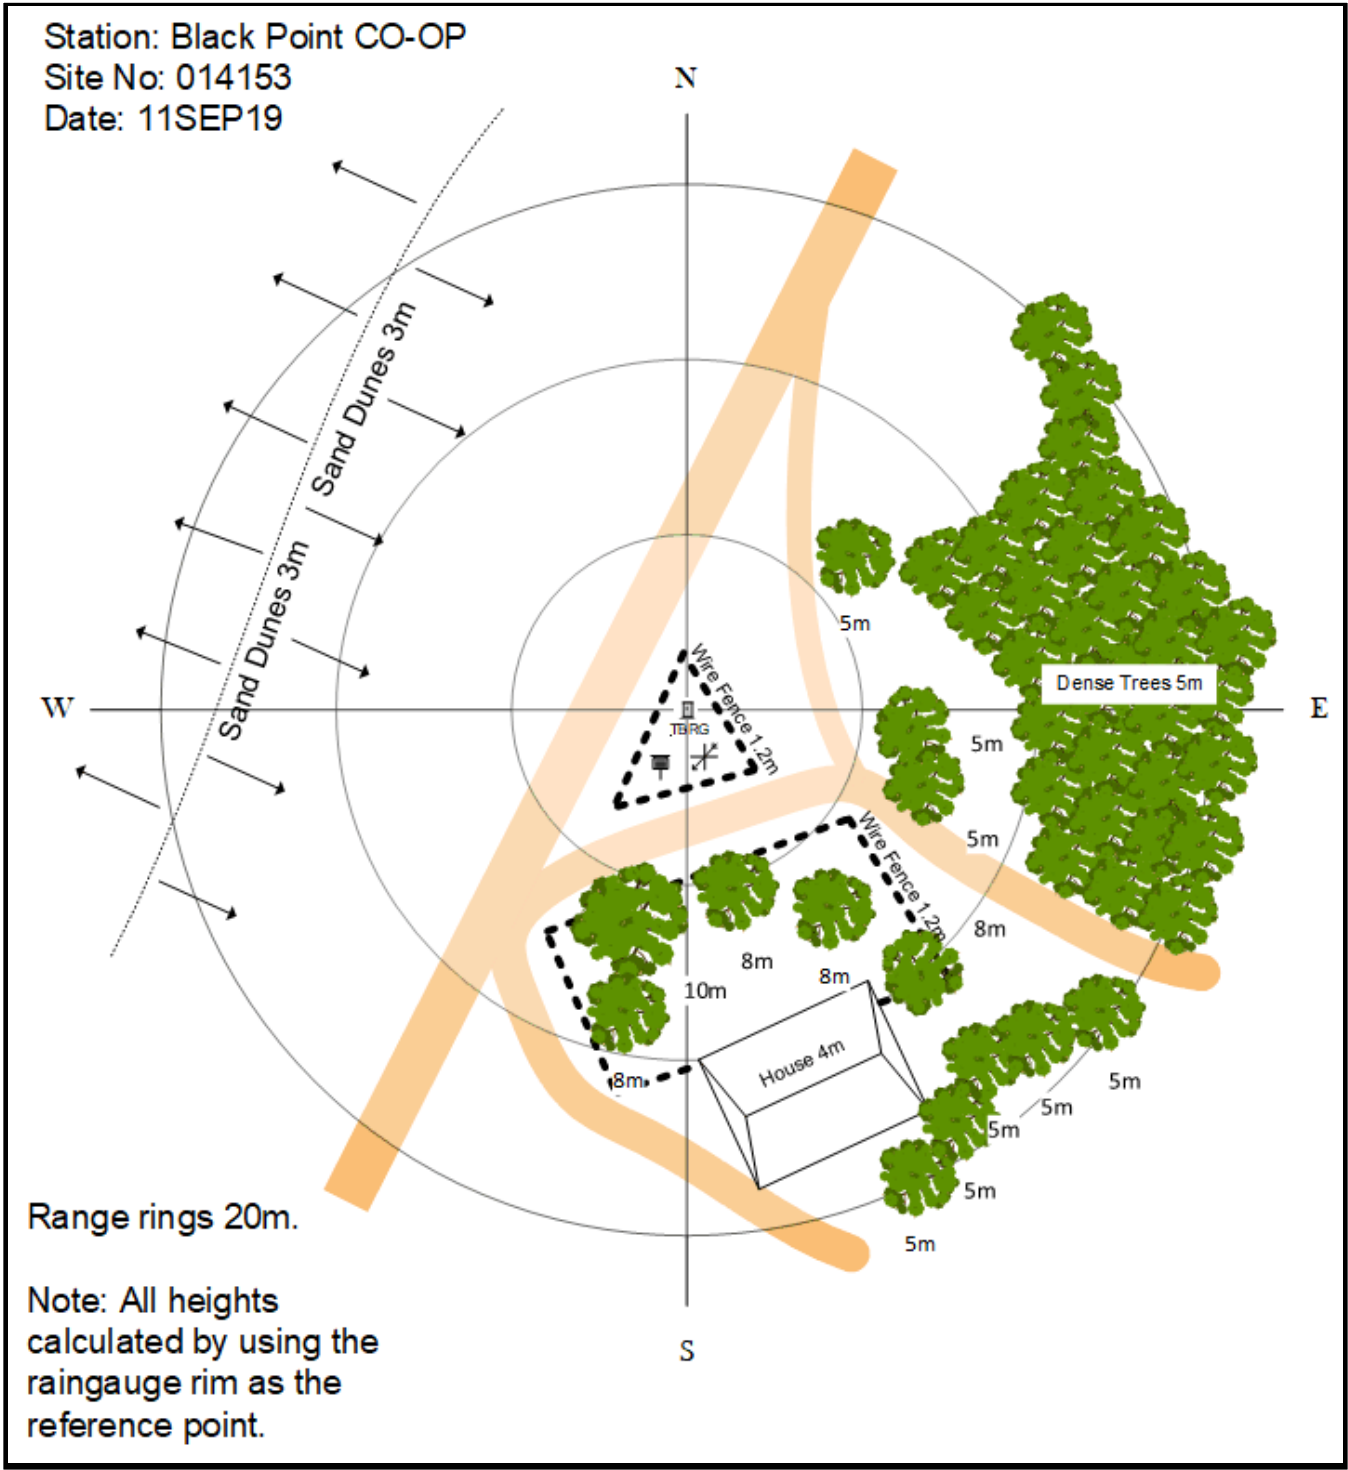 Station: Black Point CO-OP
Site No: 014153
Date: 11SEP19
N
Sand Dunes 3m
Sand Dunes 3m
5m
Wire Fence 1.2m
Dense Trees 5m
W
E
TBRG
5m
5m
Wire Fence 1.2m
8m
8m
8m
10m
House 4m
8m
5m
5m
5m
5m
5m
Range rings 20m.
Note: All heights
calculated by using the
raingauge rim as the
reference point.
S